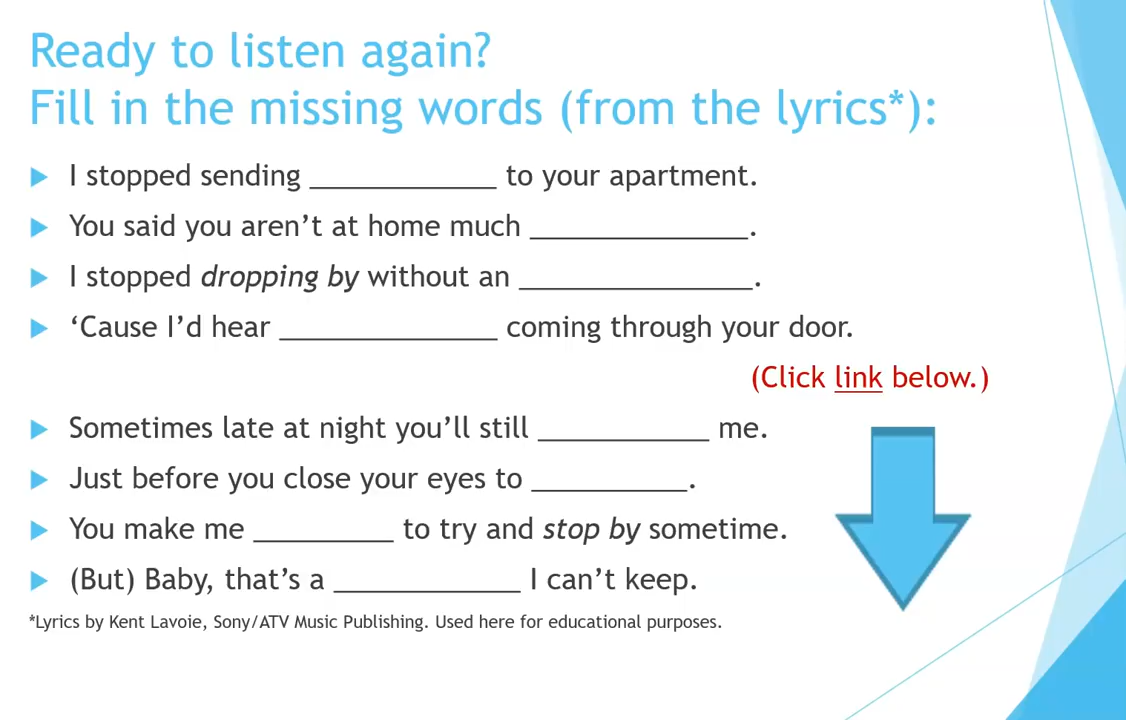 Ready to listen again?
Fill in the missing words (from the lyrics*):
I stopped sending ____________ to your apartment.
You said you aren’t at home much ______________.
I stopped dropping by without an _______________.
‘Cause I’d hear ______________ coming through your door.
(Click link below.)
Sometimes late at night you’ll still ___________ me.
Just before you close your eyes to __________.
You make me _________ to try and stop by sometime.
(But) Baby, that’s a ____________ I can’t keep.
*Lyrics by Kent Lavoie, Sony/ATV Music Publishing. Used here for educational purposes.